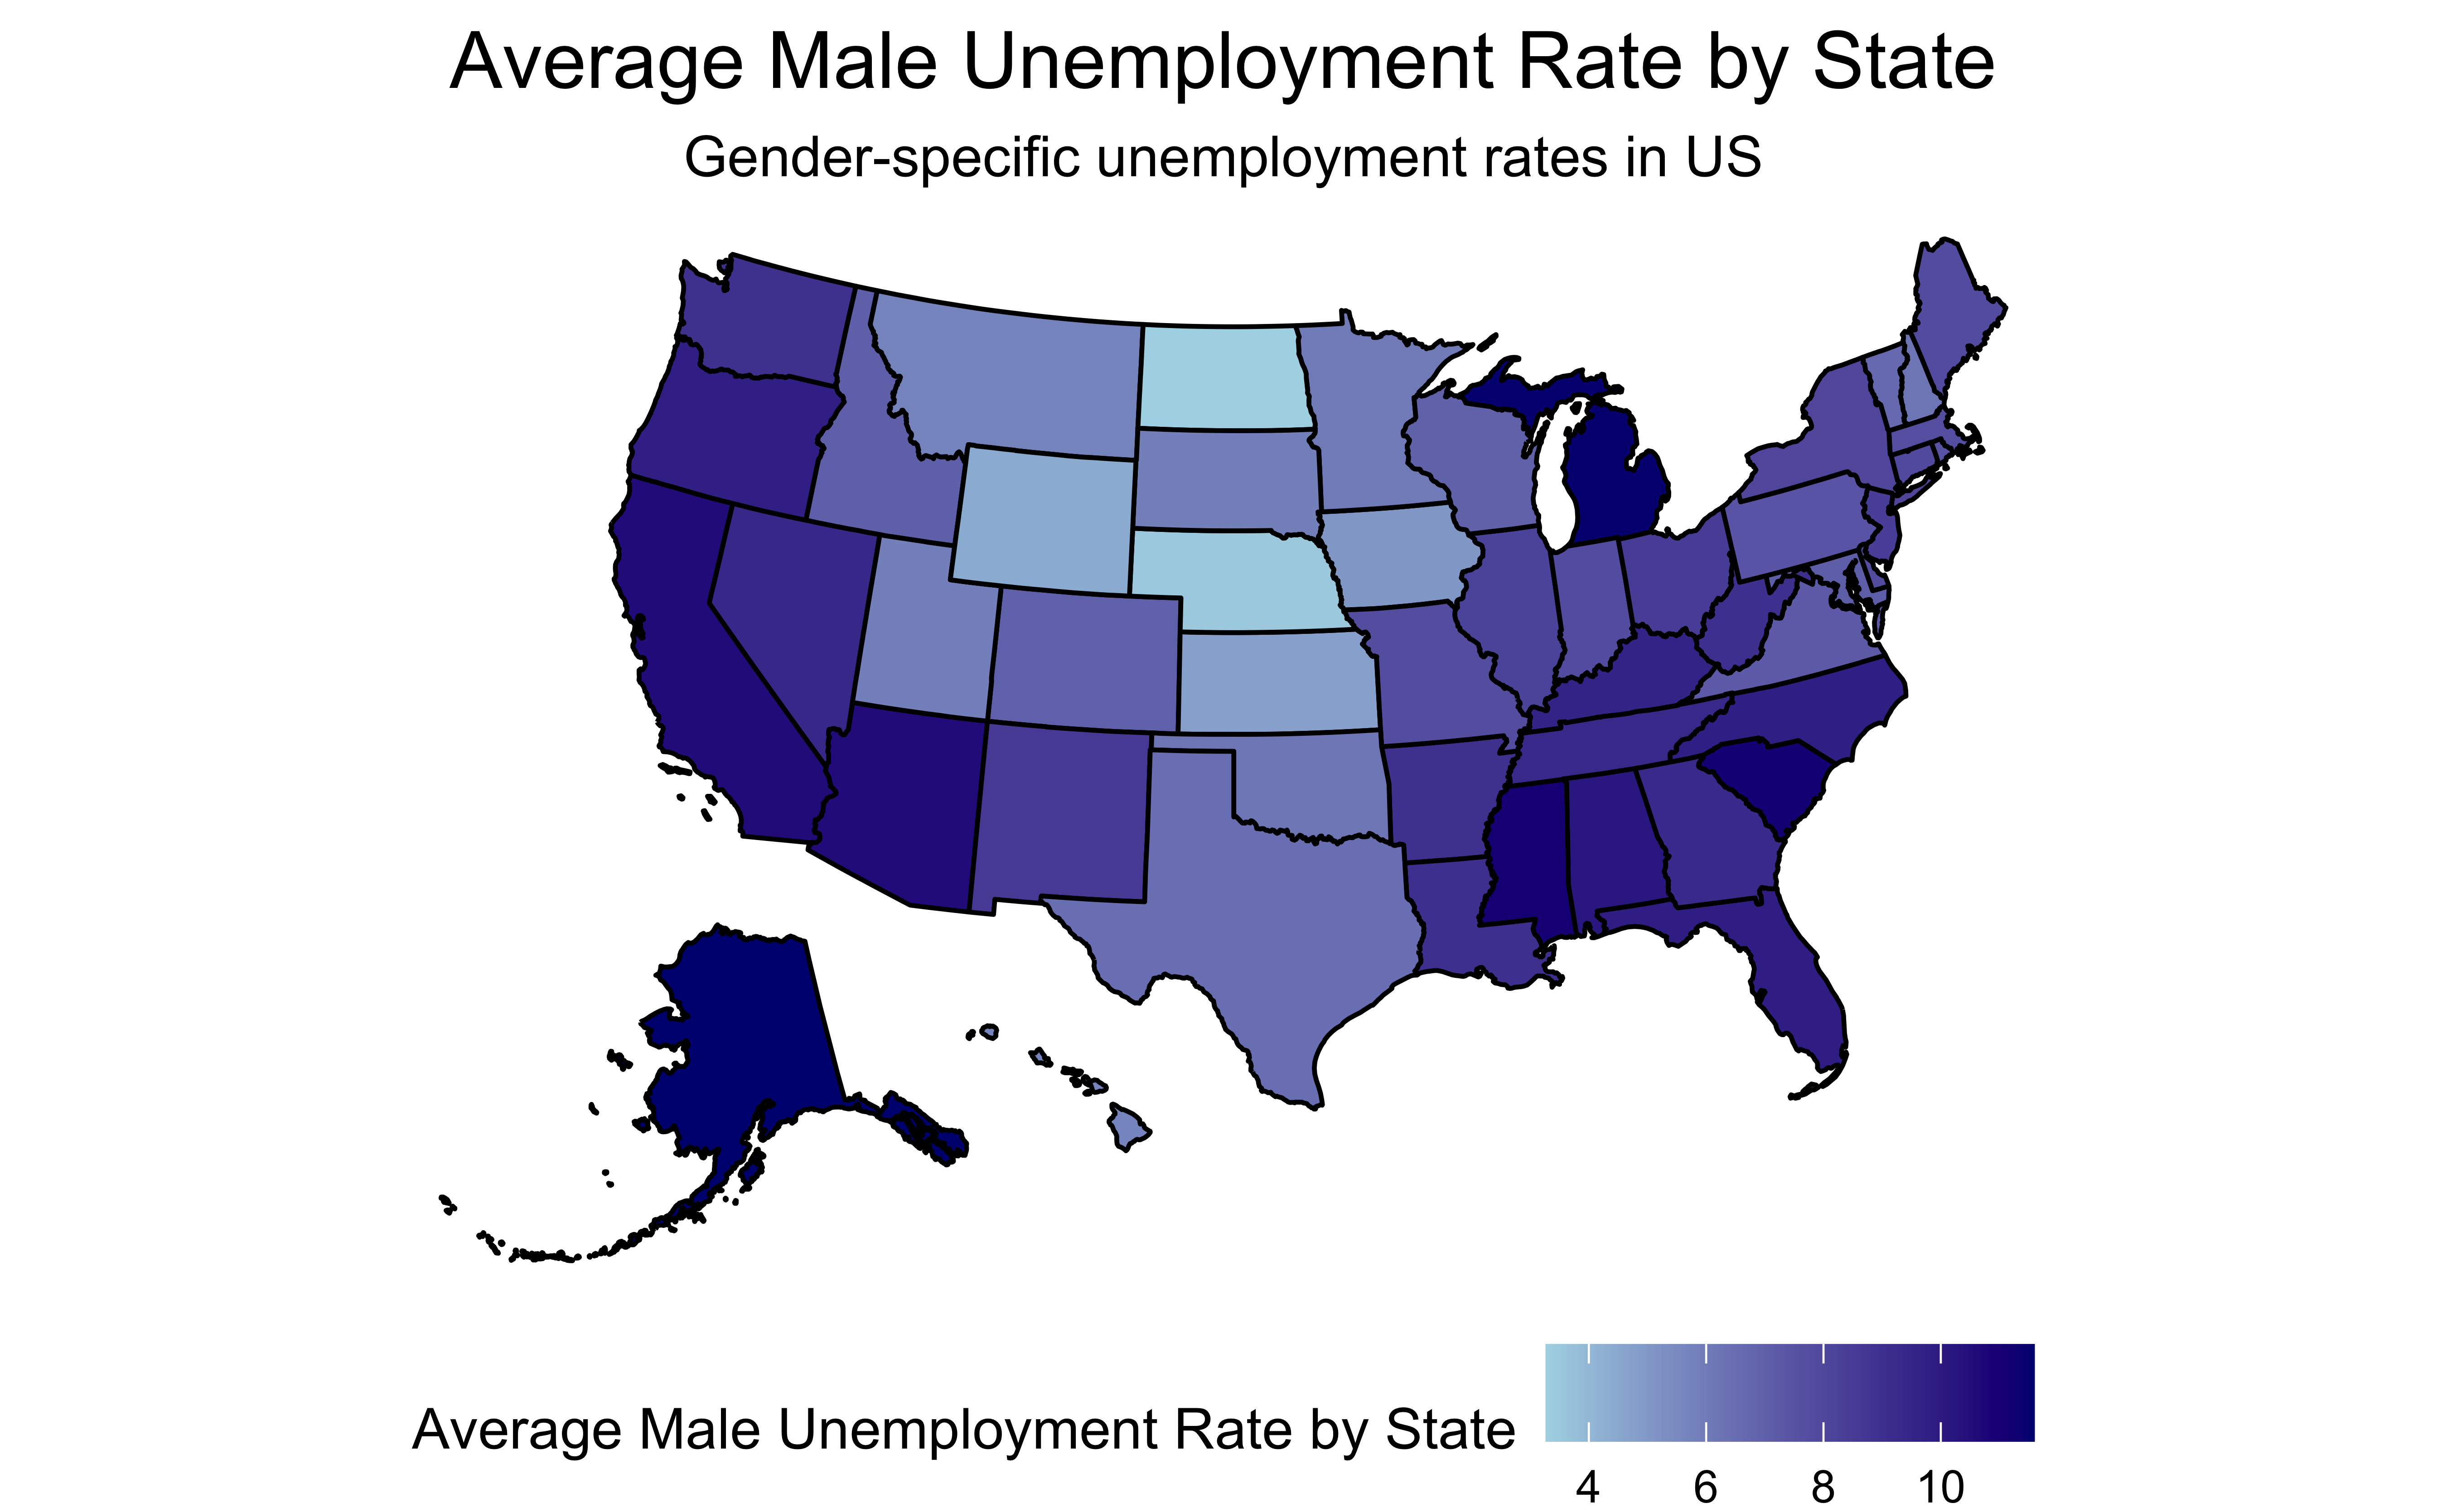 Average Male Unemployment Rate by State
Gender-specific unemployment rates in US
Average Male Unemployment Rate by State
4 6 8 10